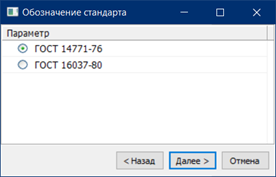 Обозначение стандарта
Параметр
ГОСТ 14771-76
ГОСТ 16037-80
< Назад Далее > Отмена